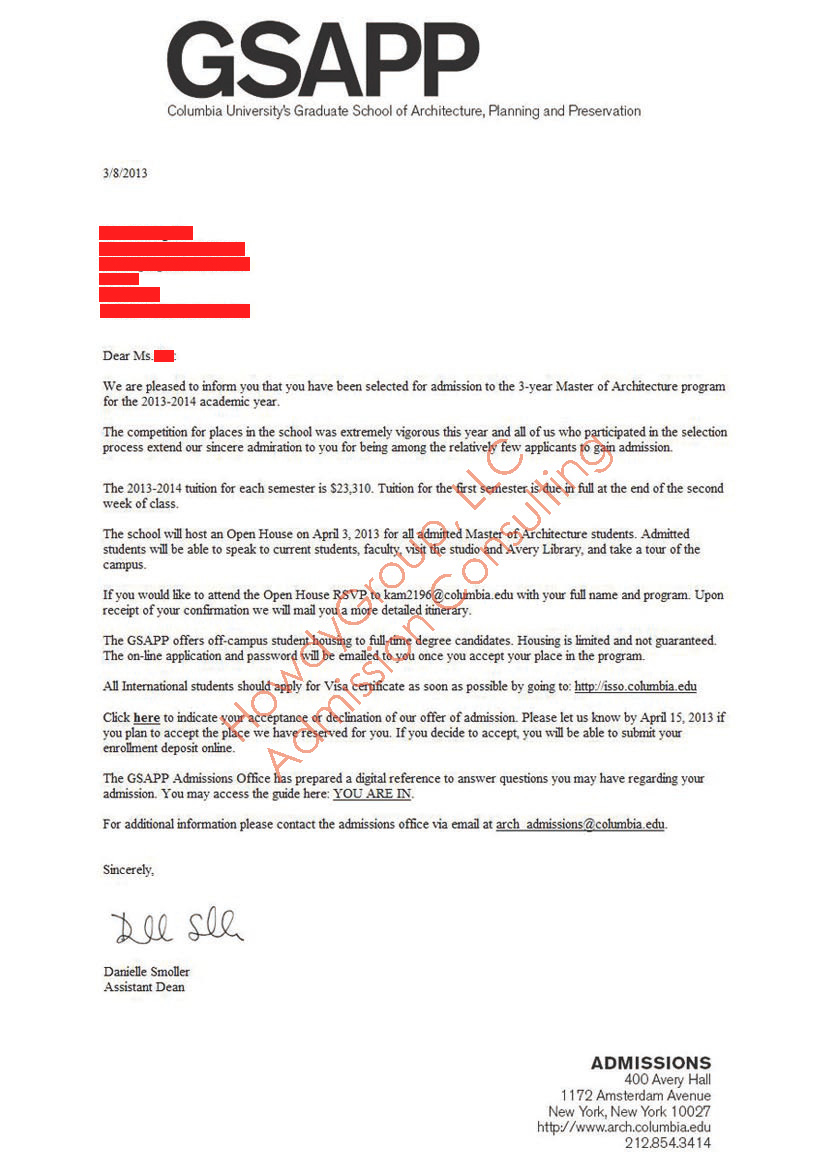 GSAPP
Columbia University's Graduate School of Architecture, Planning and Preservation
3/8/2013
Dear Ms.
:
We are pleased to inform you that you have been selected for admission to the 3-year Master of Architecture program
for the 2013-2014 academic year.
The competition for places in the school was extremely vigorous this year and all of us who participated in the selection
process extend our sincere admiration to you for being among the relatively few applicants to gain admission.
The 2013-2014 tuition for each semester is $23,310. Tuition for the first semester is due in full at the end of the second
week of class.
The school will host an Open House on April 3, 2013 for all admitted Master of Architecture students. Admitted
students will be able to speak to current students, faculty, visit the studio and Avery Library, and take a tour of the
campus.
If you would like to attend the Open House RSVP to kam2196@columbia.edu with your full name and program. Upon
receipt of your confirmation we will mail you a more detailed itinerary.
The GSAPP offers off-campus student housing to full-time degree candidates. Housing is limited and not guaranteed.
The on-line application and password will be emailed to you once you accept your place in the program.
All International students should apply for Visa certificate as soon as possible by going to: http://isso.columbia.edu
Click here to indicate your acceptance or declination of our offer of admission. Please let us know by April 15, 2013 if
you plan to accept the place we have reserved for you. If you decide to accept, you will be able to submit your
enrollment deposit online.
The GSAPP Admissions Office has prepared a digital reference to answer questions you may have regarding your
admission. You may access the guide here: YOU ARE IN.
For additional information please contact the admissions office via email at arch_admissions@columbia.edu.
Sincerely,
Danielle Smoller
Assistant Dean
HowdyGroup, LLC
Admission Consulting
ADMISSIONS
400 Avery Hall
1172 Amsterdam Avenue
New York, New York 10027
http://www.arch.columbia.edu
212.854.3414